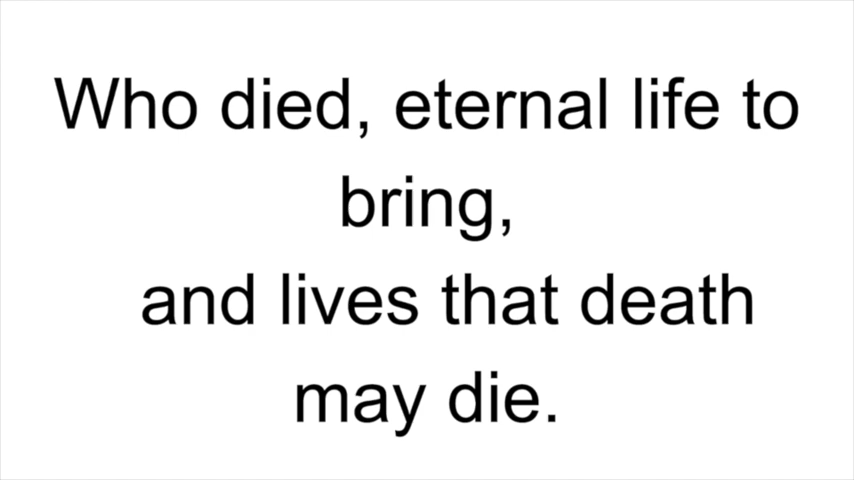 Who died, eternal life to
bring,
and lives that death
may die.